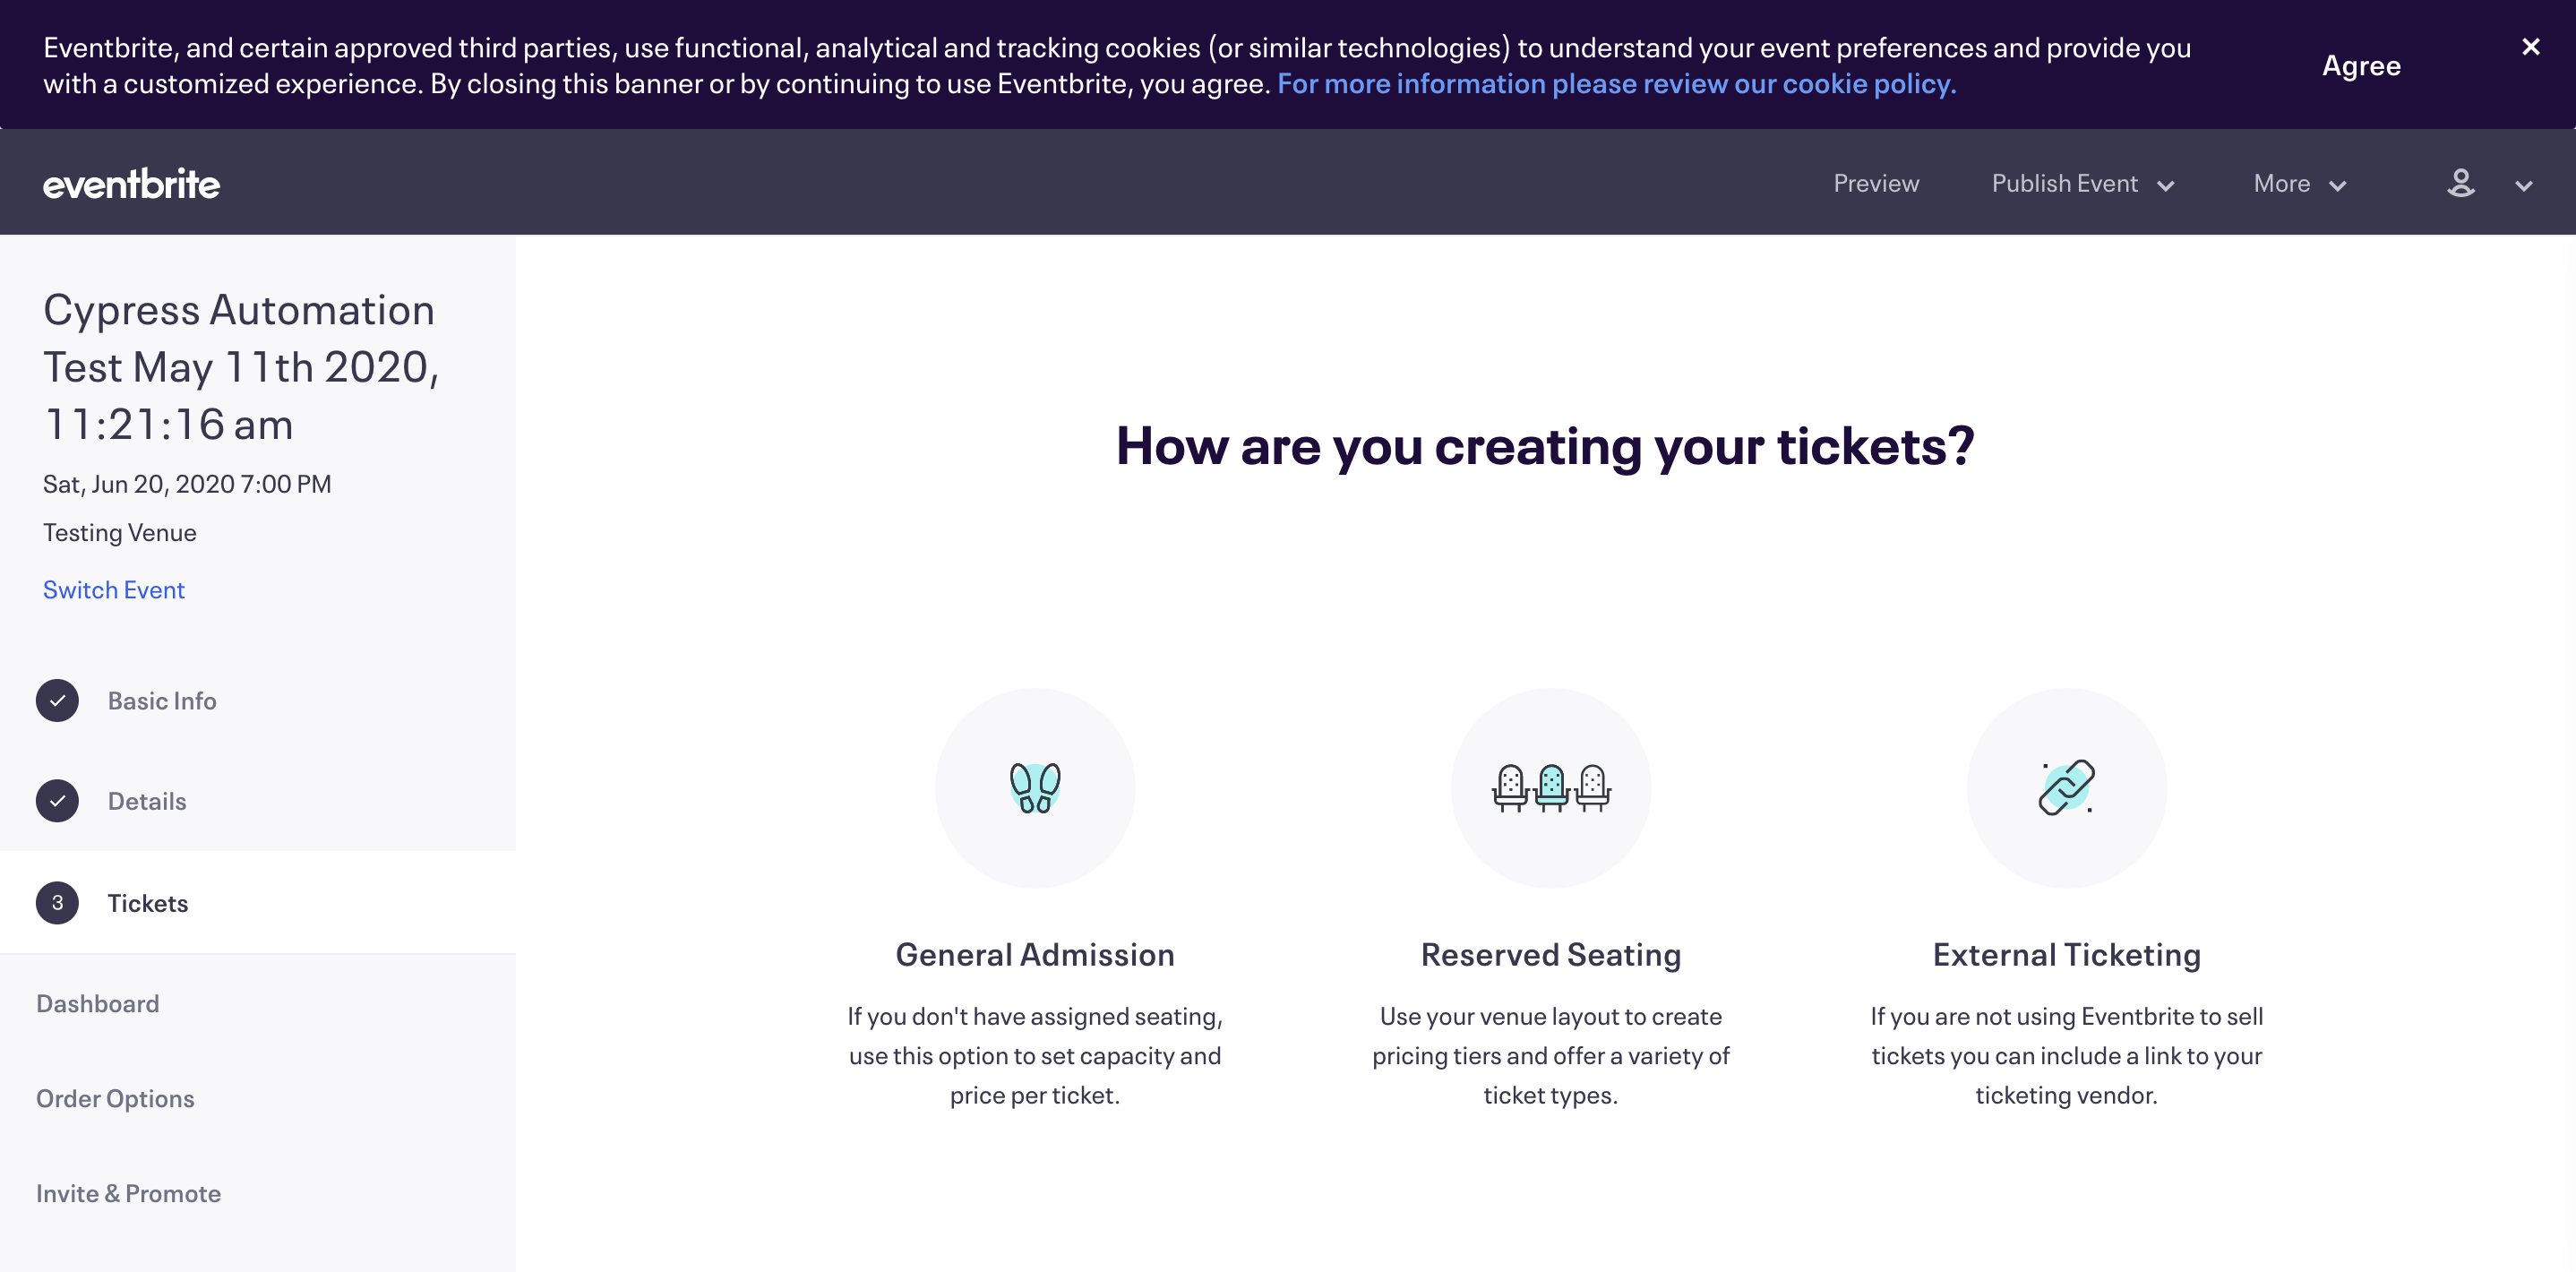 Eventbrite, and certain approved third parties, use functional, analytical and tracking cookies (or similar technologies) to understand your event preferences and provide you
with a customized experience. By closing this banner or by continuing to use Eventbrite, you agree. For more information please review our cookie policy.
Agree
eventbrite
Preview
Publish Event
More
Cypress Automation
Test May 11th 2020,
11:21:16 am
Sat, Jun 20, 2020 7:00 PM
Testing Venue
Switch Event
Basic Info
Details
3 Tickets
Dashboard
Order Options
Invite & Promote
How are you creating your tickets?
General Admission
If you don't have assigned seating,
use this option to set capacity and
price per ticket.
Reserved Seating
Use your venue layout to create
pricing tiers and offer a variety of
ticket types.
External Ticketing
If you are not using Eventbrite to sell
tickets you can include a link to your
ticketing vendor.